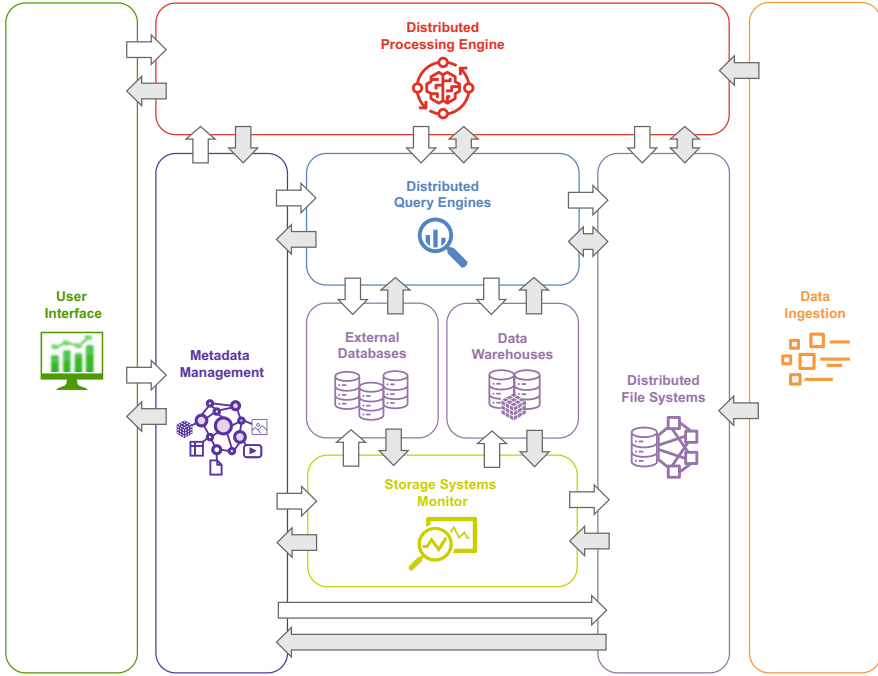 Distributed
Processing Engine
Distributed
Query Engines
User
Interface
Metadata
Management
External
Databases
Data
Warehouses
Distributed
File Systems
Data
Ingestion
Storage Systems
Monitor